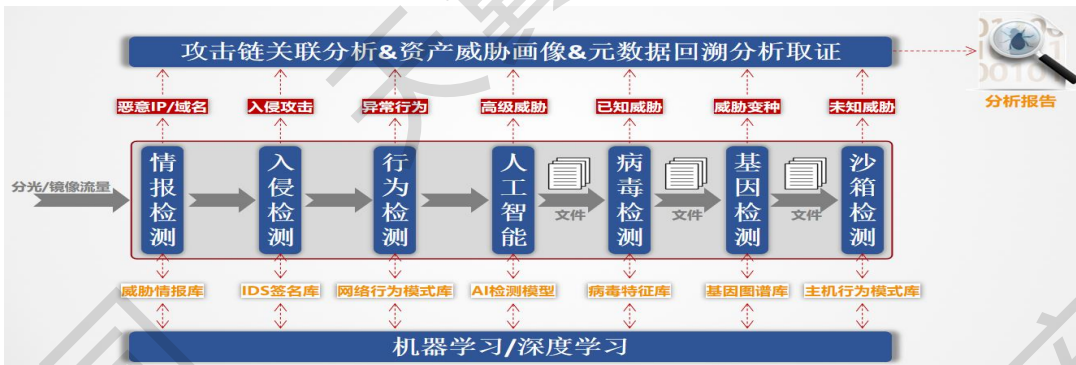 攻击链关联分析&资产威胁画像&元数据回溯分析取证
分析报告
恶意IP/域名
入侵攻击
异常行为
高级威胁
已知威胁
威胁变种
未知威胁
分光/镜像流量
情报检测
入侵检测
行为检测
人工智能
文件
病毒检测
文件
基因检测
文件
沙箱检测
威胁情报库
IDS签名库
网络行为模式库
AI检测模型
病毒特征库
基因图谱库
主机行为模式库
机器学习/深度学习